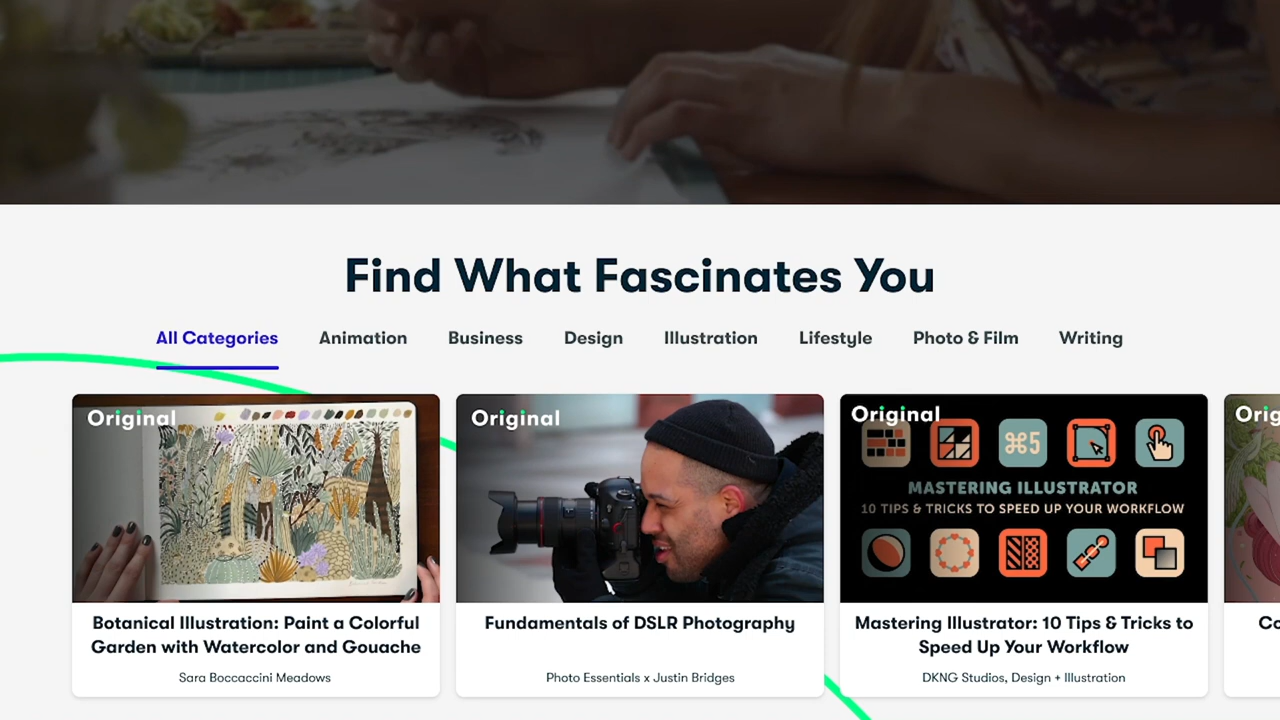 Find What Fascinates You
All Categories Animation Business Design Illustration Lifestyle Photo & Film Writing
Original
Botanical Illustration: Paint a Colorful
Garden with Watercolor and Gouache
Sara Boccaccini Meadows
Original
Fundamentals of DSLR Photography
Photo Essentials x Justin Bridges
Original
⌘5
MASTERING ILLUSTRATOR
10 TIPS & TRICKS TO SPEED UP YOUR WORKFLOW
Mastering Illustrator: 10 Tips & Tricks to
Speed Up Your Workflow
DKNG Studios, Design + Illustration